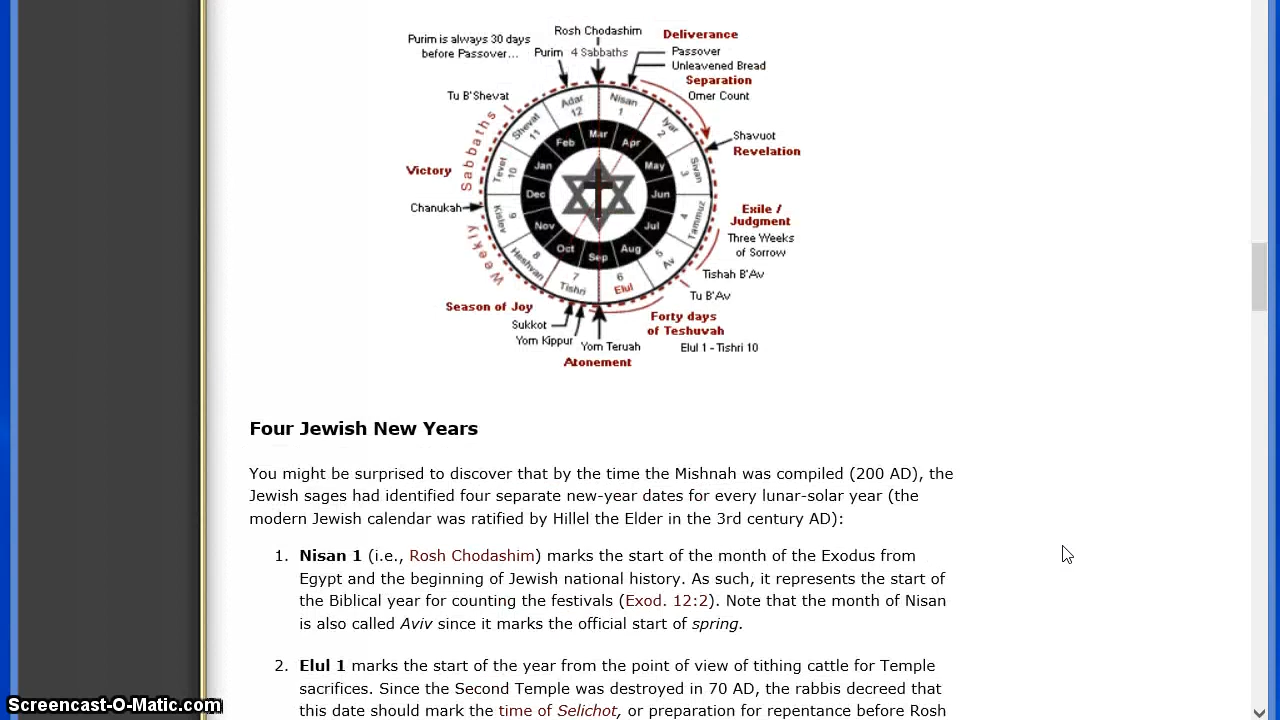 Rosh Chodashim
Purim is always 30 days
before Passover...
Purim
4 Sabbaths
Deliverance
Passover
Unleavened Bread
Separation
Omer Count
Tu B'Shevat
Shavuot
Revelation
Victory
Chanukah
Weekly Sabbaths
Exile /
Judgment
Three Weeks
of Sorrow
Tishah B'Av
Tu B'Av
Forty days
of Teshuvah
Elul 1 - Tishri 10
Season of Joy
Sukkot
Yom Kippur
Yom Teruah
Atonement
Nisan 1
Iyar 2
Sivan 3
4 Tammuz
5 Av
6 Elul
7 Tishri
8 Heshvan
9 Kislev
Tevet 10
Shevat 11
Adar 12
Mar
Apr
May
Jun
Jul
Aug
Sep
Oct
Nov
Dec
Jan
Feb
Four Jewish New Years
You might be surprised to discover that by the time the Mishnah was compiled (200 AD), the
Jewish sages had identified four separate new-year dates for every lunar-solar year (the
modern Jewish calendar was ratified by Hillel the Elder in the 3rd century AD):
1. Nisan 1 (i.e., Rosh Chodashim) marks the start of the month of the Exodus from
Egypt and the beginning of Jewish national history. As such, it represents the start of
the Biblical year for counting the festivals (Exod. 12:2). Note that the month of Nisan
is also called Aviv since it marks the official start of spring.
2. Elul 1 marks the start of the year from the point of view of tithing cattle for Temple
sacrifices. Since the Second Temple was destroyed in 70 AD, the rabbis decreed that
this date should mark the time of Selichot, or preparation for repentance before Rosh
Screencast-O-Matic.com